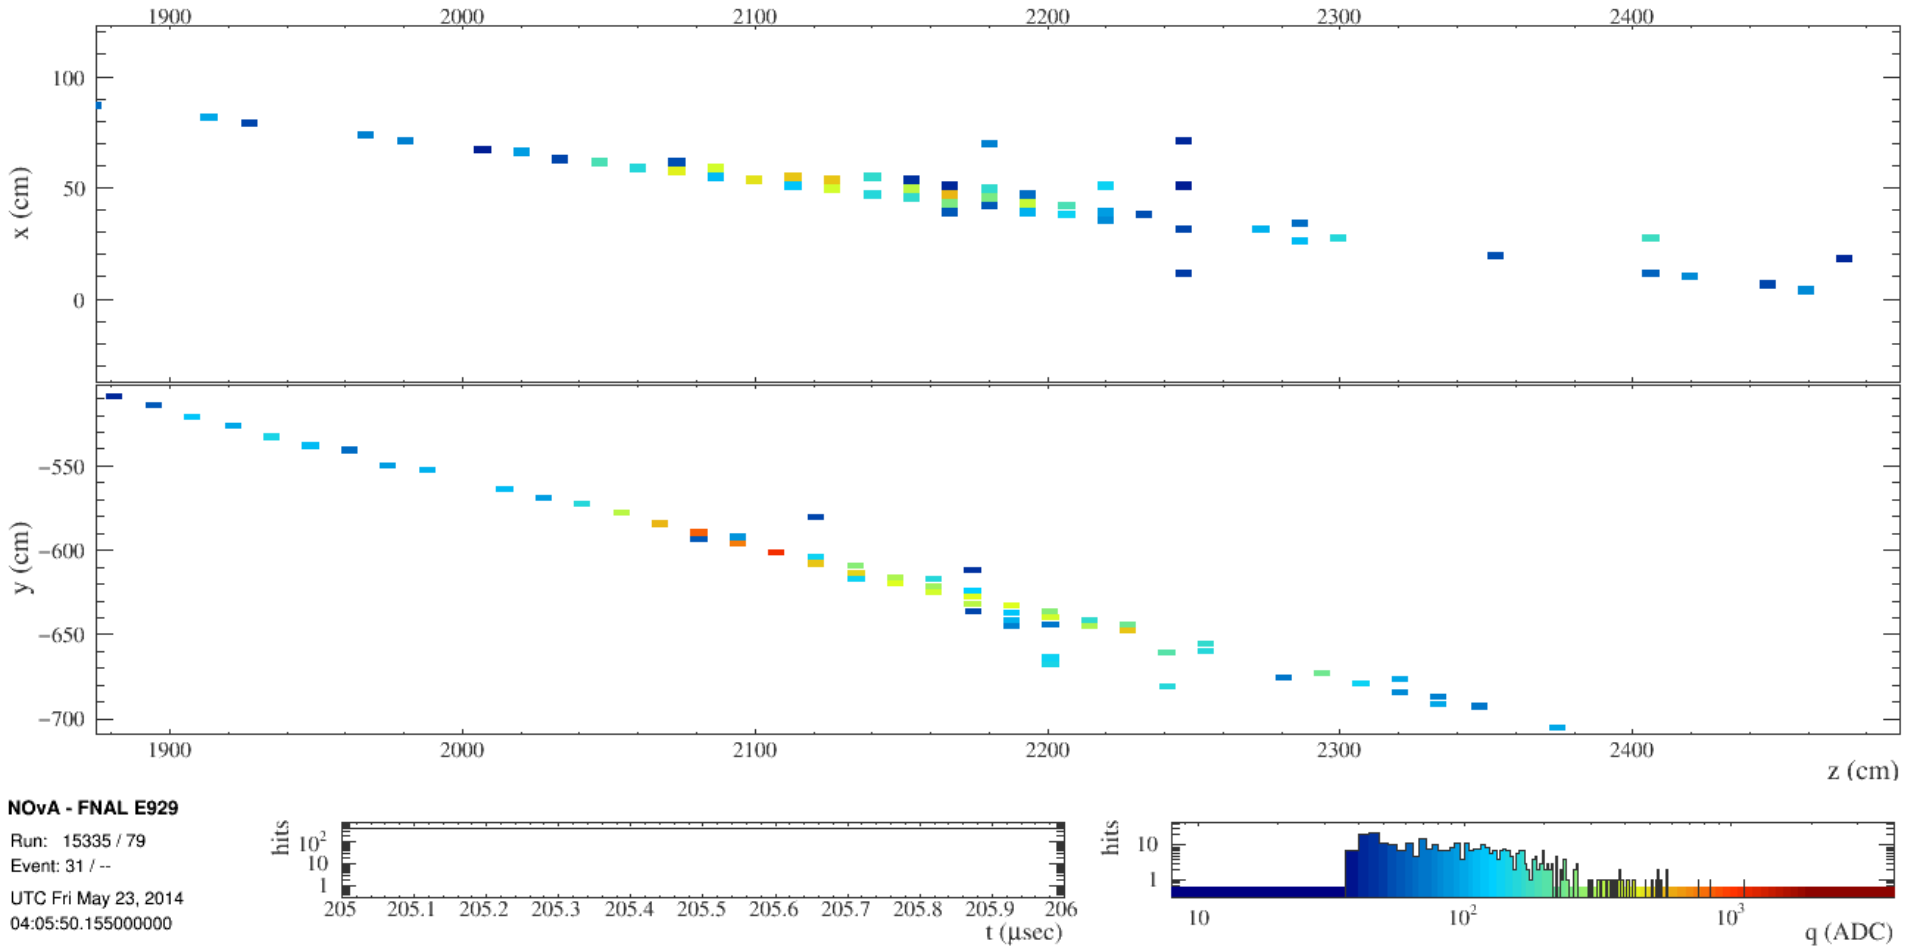 1900 2000 2100 2200 2300 2400
100
50
0
x (cm)
−550
−600
−650
−700
y (cm)
1900 2000 2100 2200 2300 2400
z (cm)
NOvA - FNAL E929
Run: 15335 / 79
Event: 31 / --
UTC Fri May 23, 2014
04:05:50.155000000
hits
10²
10
1
205 205.1 205.2 205.3 205.4 205.5 205.6 205.7 205.8 205.9 206
t (μsec)
hits
10
1
10 10² 10³
q (ADC)